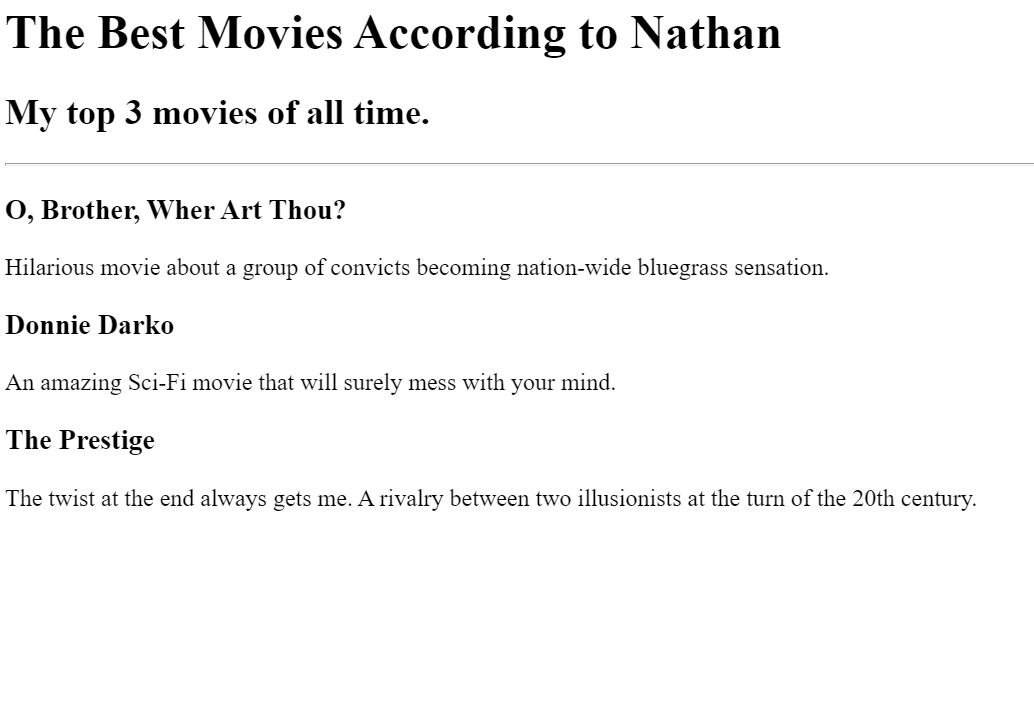 The Best Movies According to Nathan
My top 3 movies of all time.
O, Brother, Wher Art Thou?
Hilarious movie about a group of convicts becoming nation-wide bluegrass sensation.
Donnie Darko
An amazing Sci-Fi movie that will surely mess with your mind.
The Prestige
The twist at the end always gets me. A rivalry between two illusionists at the turn of the 20th century.